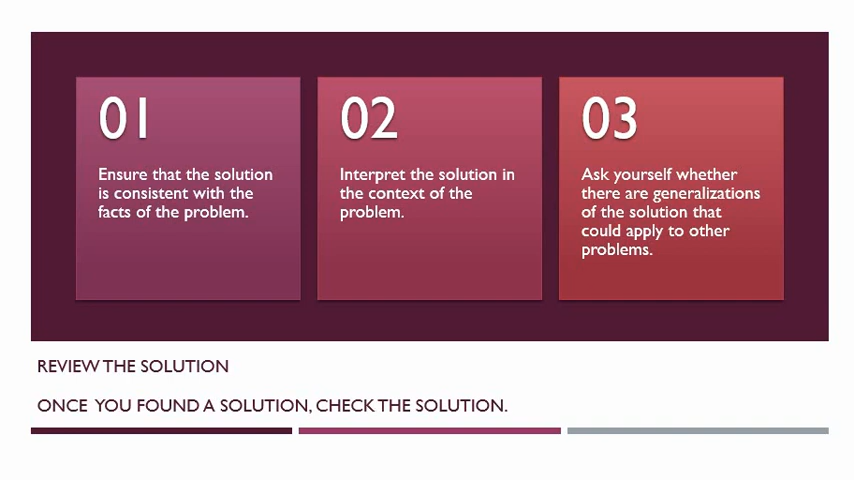 01
Ensure that the solution
is consistent with the
facts of the problem.
02
Interpret the solution in
the context of the
problem.
03
Ask yourself whether
there are generalizations
of the solution that
could apply to other
problems.
REVIEW THE SOLUTION
ONCE YOU FOUND A SOLUTION, CHECK THE SOLUTION.